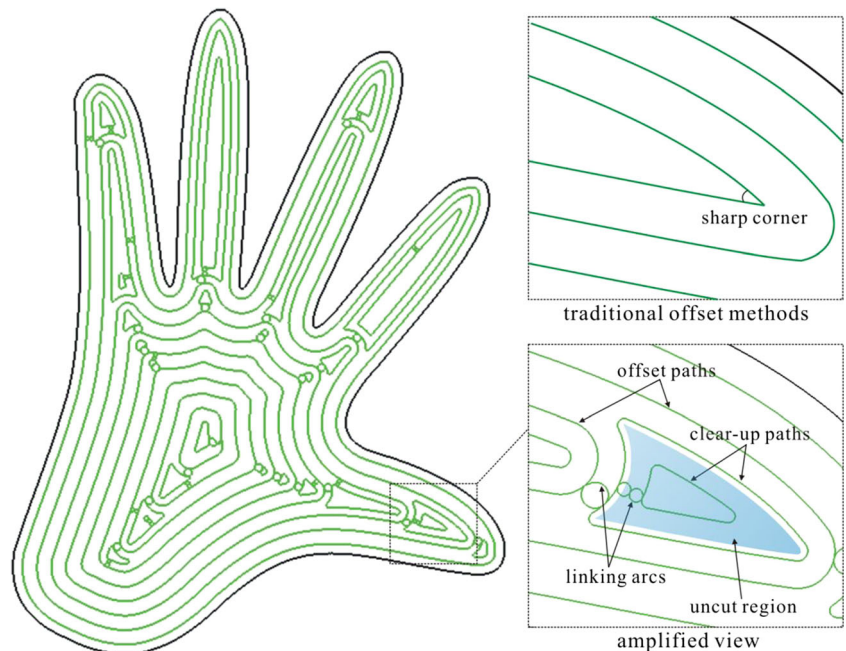 sharp corner
traditional offset methods
offset paths
clear-up paths
linking arcs
uncut region
amplified view